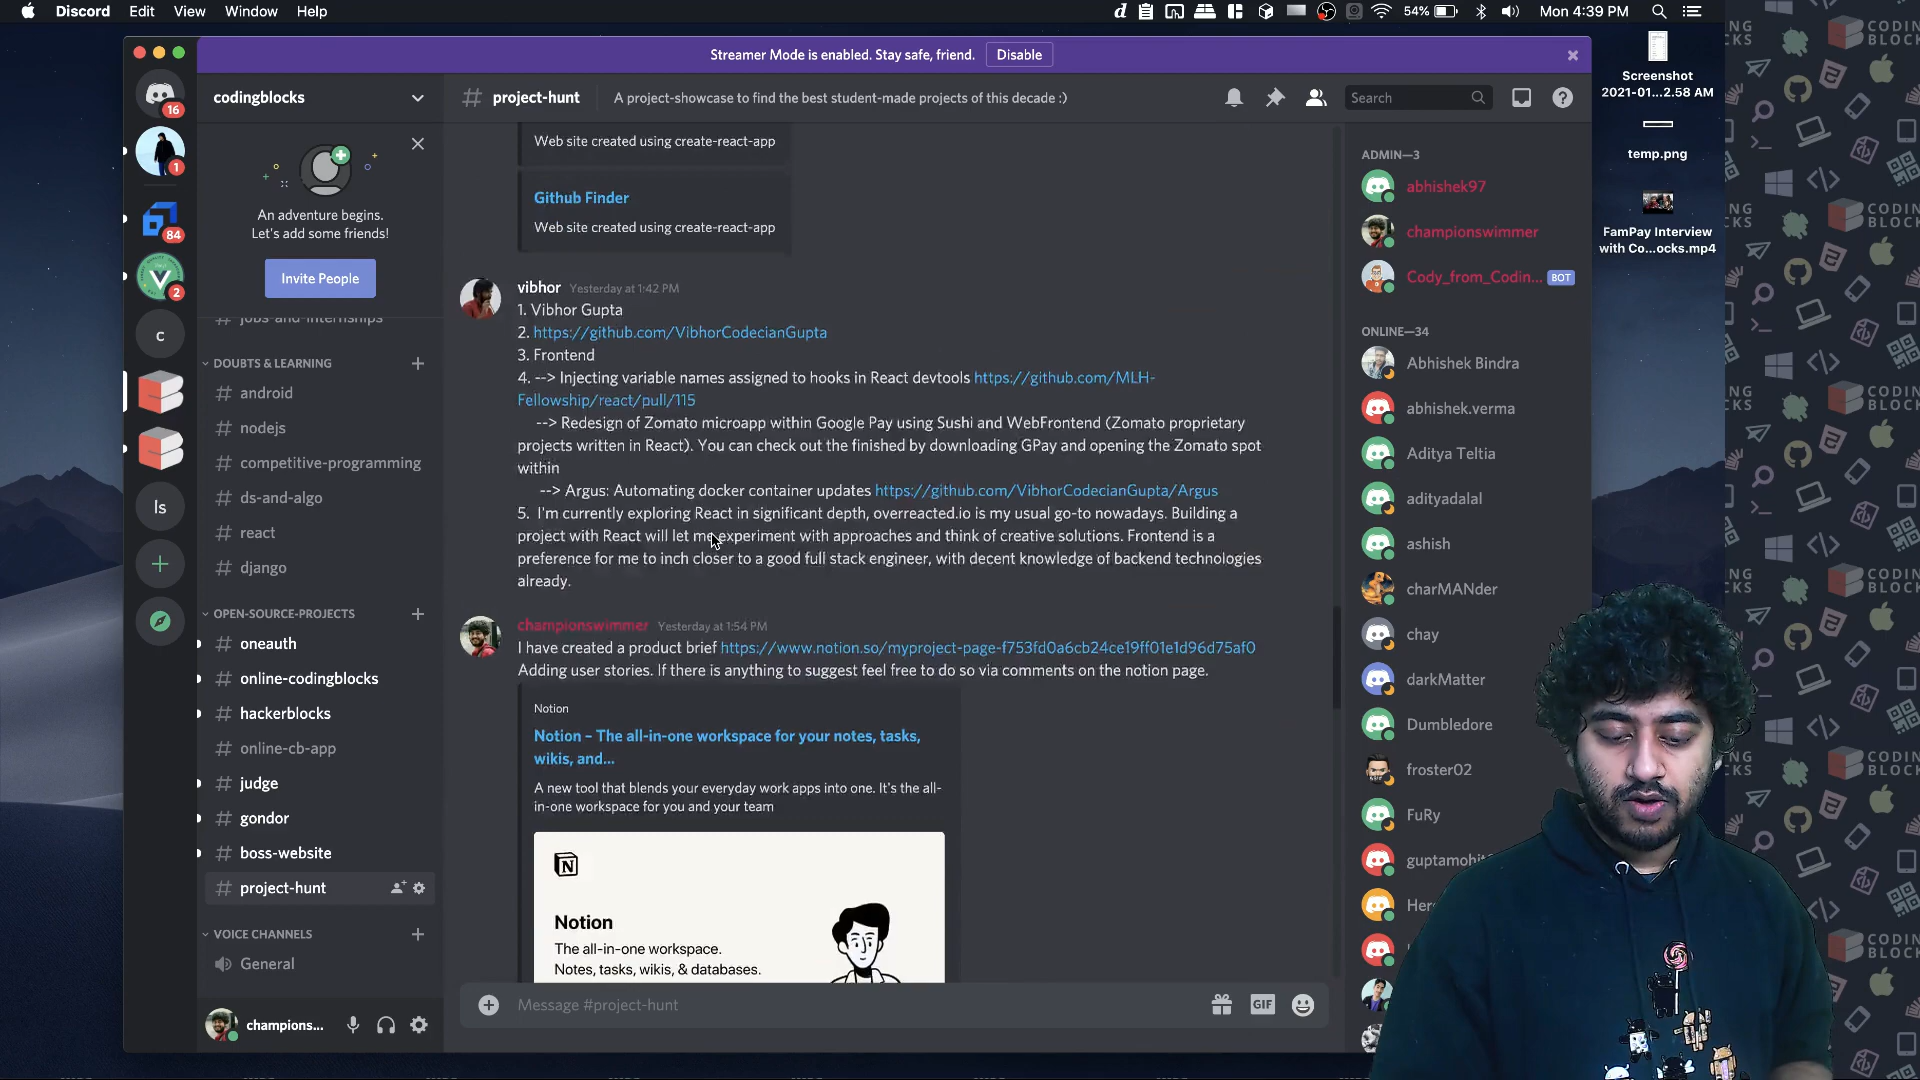 Discord Edit View Window Help
d 54% Mon 4:39 PM
Streamer Mode is enabled. Stay safe, friend. Disable
codingblocks
# project-hunt A project-showcase to find the best student-made projects of this decade :) Search
16
1
84
2
c
ls
An adventure begins.
Let's add some friends!
Invite People
jobs-and-internships
DOUBTS & LEARNING
# android
# nodejs
# competitive-programming
# ds-and-algo
# react
# django
OPEN-SOURCE-PROJECTS
# oneauth
# online-codingblocks
# hackerblocks
# online-cb-app
# judge
# gondor
# boss-website
# project-hunt
VOICE CHANNELS
General
champions...
Web site created using create-react-app
Github Finder
Web site created using create-react-app
vibhor Yesterday at 1:42 PM
1. Vibhor Gupta
2. https://github.com/VibhorCodecianGupta
3. Frontend
4. --> Injecting variable names assigned to hooks in React devtools https://github.com/MLH-
Fellowship/react/pull/115
--> Redesign of Zomato microapp within Google Pay using Sushi and WebFrontend (Zomato proprietary
projects written in React). You can check out the finished by downloading GPay and opening the Zomato spot
within
--> Argus: Automating docker container updates https://github.com/VibhorCodecianGupta/Argus
5. I'm currently exploring React in significant depth, overreacted.io is my usual go-to nowadays. Building a
project with React will let me experiment with approaches and think of creative solutions. Frontend is a
preference for me to inch closer to a good full stack engineer, with decent knowledge of backend technologies
already.
championswimmer Yesterday at 1:54 PM
I have created a product brief https://www.notion.so/myproject-page-f753fd0a6cb24ce19ff01e1d96d75af0
Adding user stories. If there is anything to suggest feel free to do so via comments on the notion page.
Notion
Notion – The all-in-one workspace for your notes, tasks,
wikis, and...
A new tool that blends your everyday work apps into one. It's the all-
in-one workspace for you and your team
N
Notion
The all-in-one workspace.
Notes, tasks, wikis, & databases.
Message #project-hunt
GIF
ADMIN—3
abhishek97
championswimmer
Cody_from_Codin... BOT
ONLINE—34
Abhishek Bindra
abhishek.verma
Aditya Teltia
adityadalal
ashish
charMANder
chay
darkMatter
Dumbledore
froster02
FuRy
guptamohit
Her
Screenshot
2021-01...2.58 AM
temp.png
FamPay Interview
with Co...ocks.mp4
CODING
BLOCKS